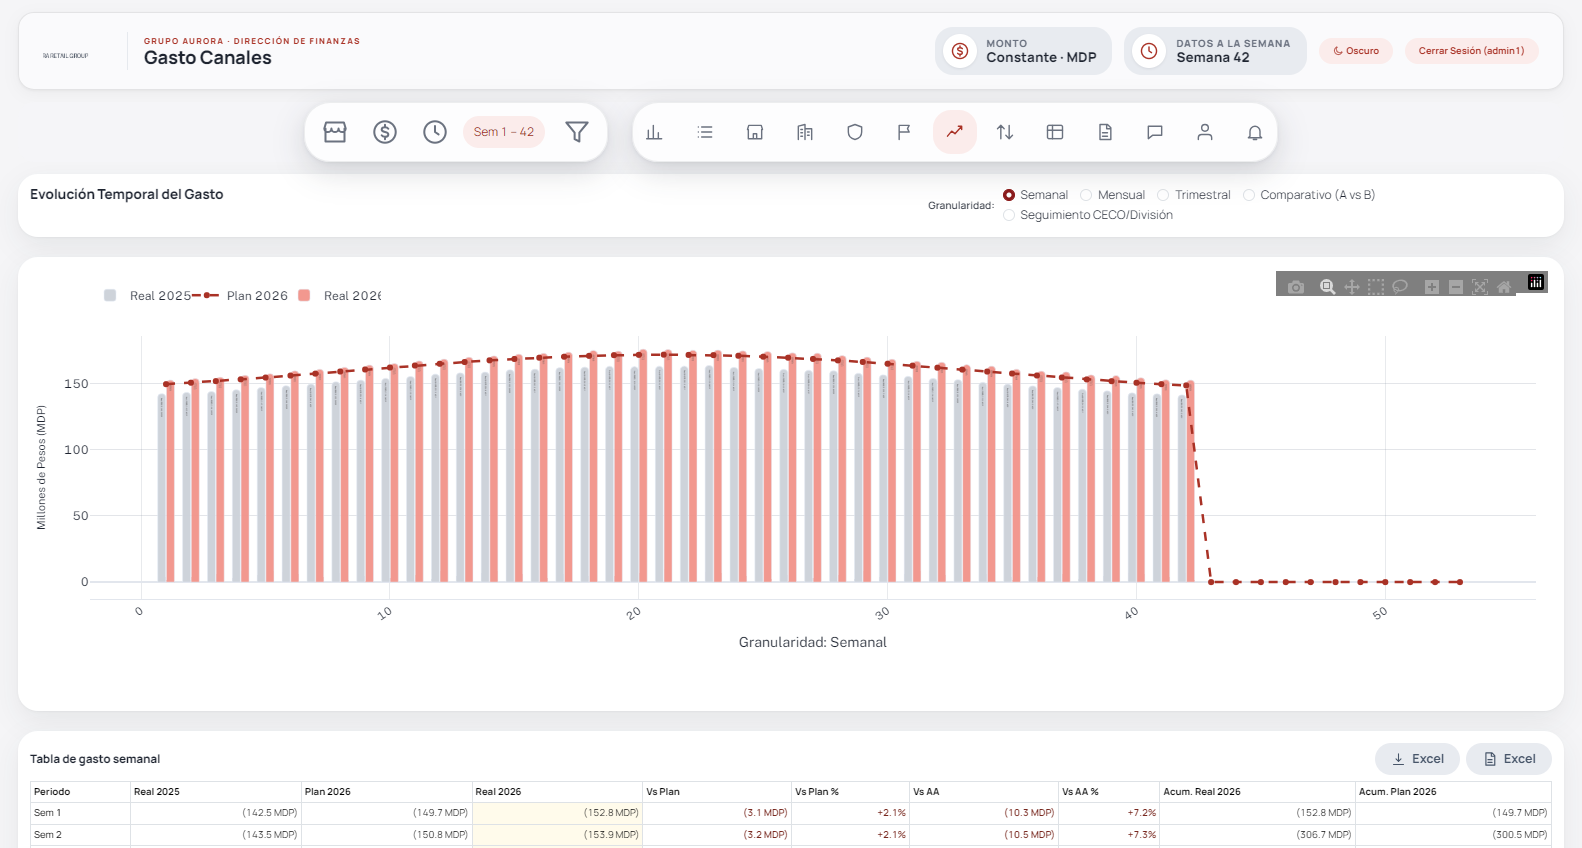 GRUPO AURORA · DIRECCIÓN DE FINANZAS
Gasto Canales
RETAIL GROUP
MONTO
Constante · MDP
DATOS A LA SEMANA
Semana 42
Oscuro
Cerrar Sesión (admin1)
Sem 1 – 42
Evolución Temporal del Gasto
Granularidad:
Semanal
Mensual
Trimestral
Comparativo (A vs B)
Seguimiento CECO/División
Real 2025
Plan 2026
Real 2026
Millones de Pesos (MDP)
150
100
50
0
0
10
20
30
40
50
Granularidad: Semanal
Tabla de gasto semanal
Excel
Excel
Periodo Real 2025 Plan 2026 Real 2026 Vs Plan Vs Plan % Vs AA Vs AA % Acum. Real 2026 Acum. Plan 2026
Sem 1 (142.5 MDP) (149.7 MDP) (152.8 MDP) (3.1 MDP) +2.1% (10.3 MDP) +7.2% (152.8 MDP) (149.7 MDP)
Sem 2 (143.5 MDP) (150.8 MDP) (153.9 MDP) (3.2 MDP) +2.1% (10.5 MDP) +7.3% (306.7 MDP) (300.5 MDP)